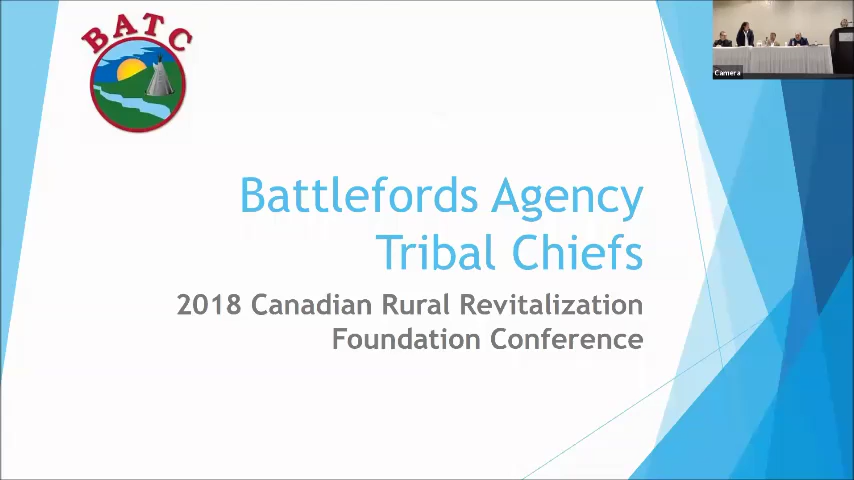 BATC
Camera
Battlefords Agency
Tribal Chiefs
2018 Canadian Rural Revitalization
Foundation Conference